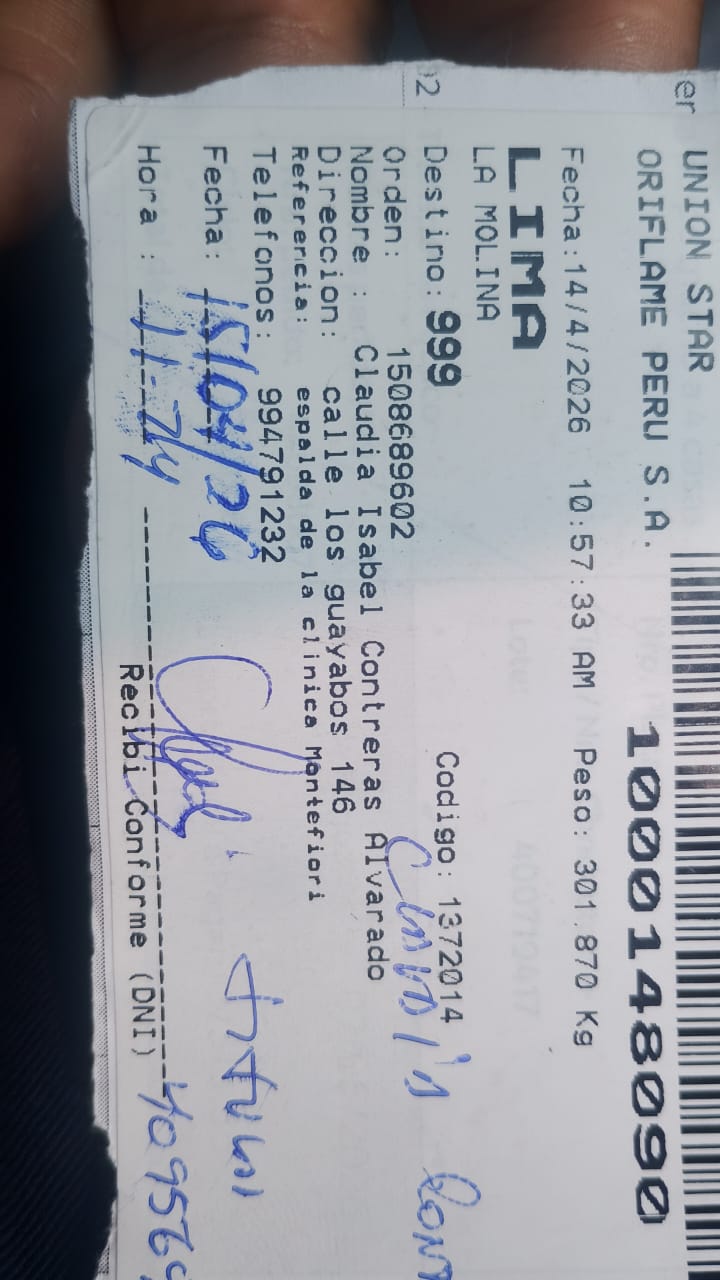 er UNION STAR
ORIFLAME PERU S.A. 1000148090
Fecha:14/4/2026 10:57:33 AM Peso: 301.870 Kg
LIMA
LA MOLINA
Destino: 999 Codigo: 1372014
Orden: 1508689602
Nombre : Claudia Isabel Contreras Alvarado
Direccion: calle los guayabos 146
Referencia: espalda de la clinica Montefiori
Telefonos: 994791232
Fecha: 15/04/26
Hora :
Recibi Conforme (DNI)